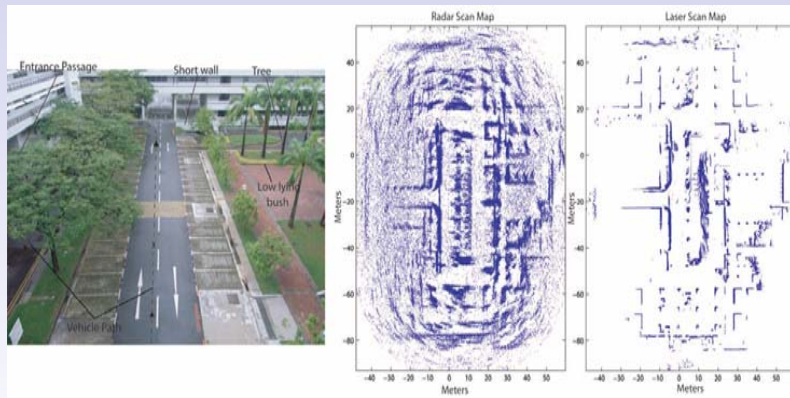 Entrance Passage
Short wall
Tree
Low lying
bush
Vehicle Path
Radar Scan Map
Meters
40
20
0
−20
−40
−60
−80
−40 −30 −20 −10 0 10 20 30 40 50
Meters
Laser Scan Map
Meters
40
20
0
−20
−40
−60
−80
−40 −30 −20 −10 0 10 20 30 40 50
Meters